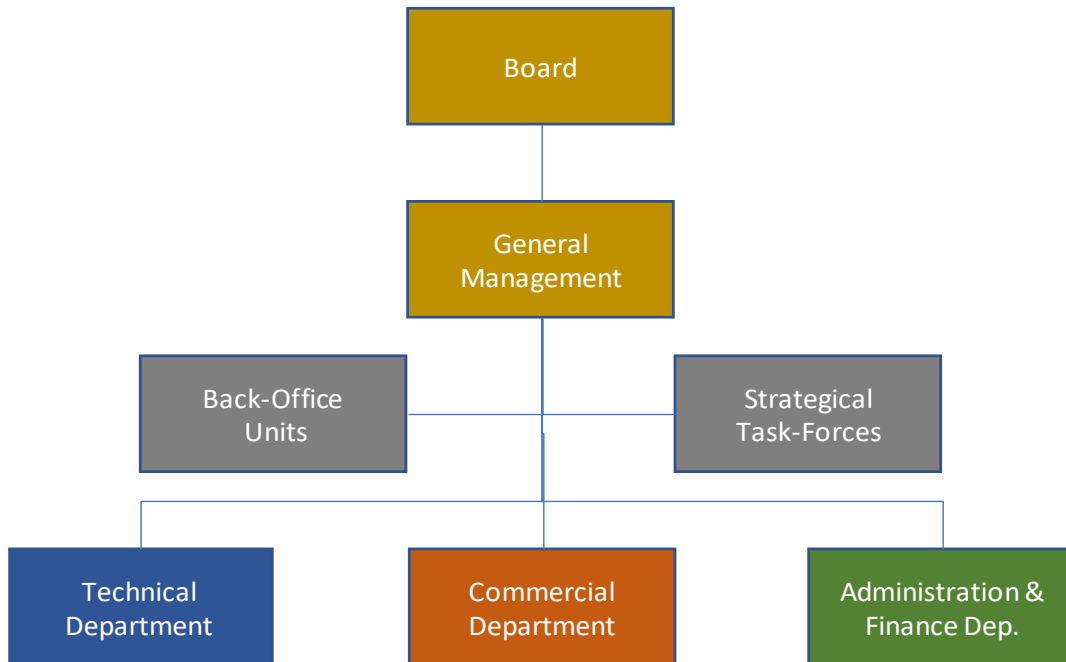 Board
General
Management
Back-Office
Units
Strategical
Task-Forces
Technical
Department
Commercial
Department
Administration &
Finance Dep.